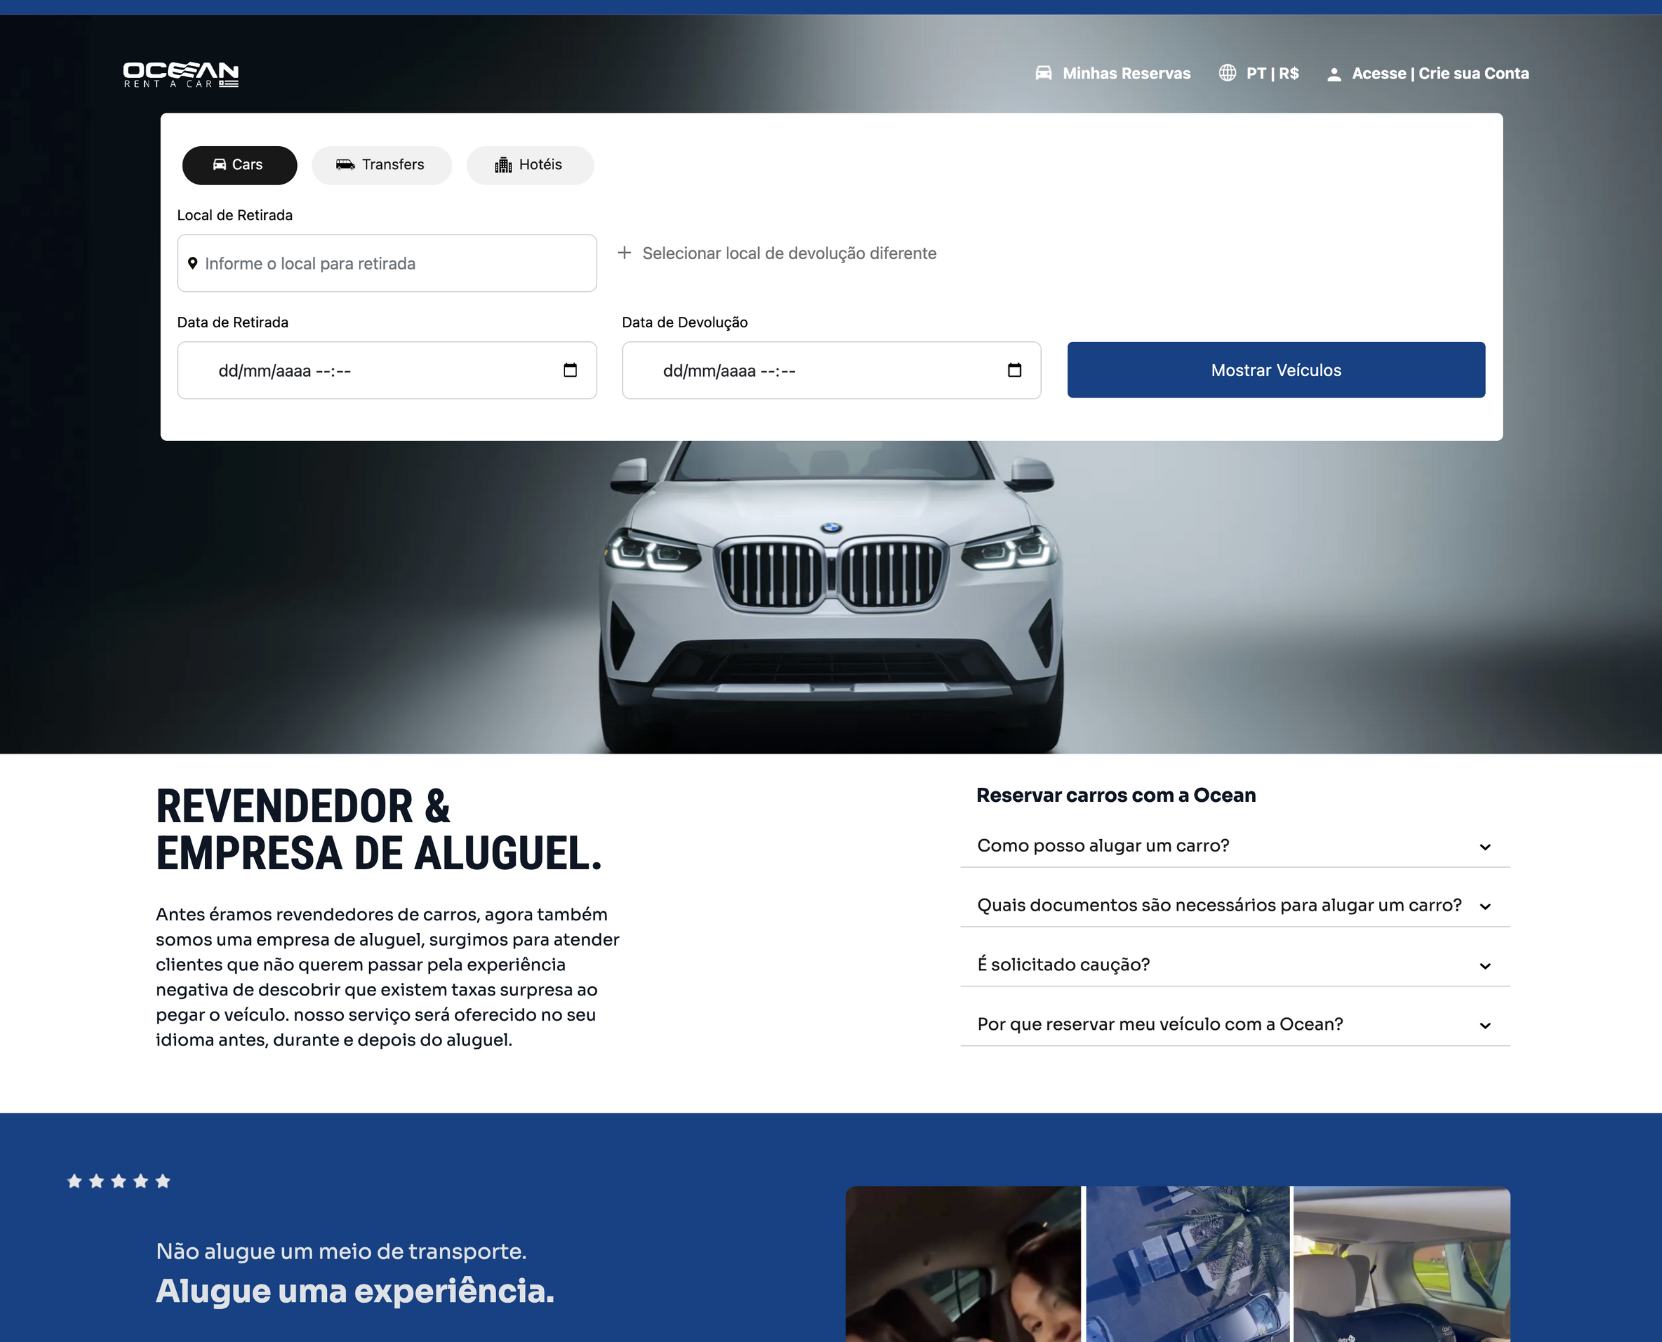 OCEAN
RENT A CAR
Minhas Reservas
PT | R$
Acesse | Crie sua Conta
Cars
Transfers
Hotéis
Local de Retirada
Informe o local para retirada
Selecionar local de devolução diferente
Data de Retirada
Data de Devolução
dd/mm/aaaa --:--
dd/mm/aaaa --:--
Mostrar Veículos
REVENDEDOR &
EMPRESA DE ALUGUEL.
Antes éramos revendedores de carros, agora também
somos uma empresa de aluguel, surgimos para atender
clientes que não querem passar pela experiência
negativa de descobrir que existem taxas surpresa ao
pegar o veículo. nosso serviço será oferecido no seu
idioma antes, durante e depois do aluguel.
Reservar carros com a Ocean
Como posso alugar um carro?
Quais documentos são necessários para alugar um carro?
É solicitado caução?
Por que reservar meu veículo com a Ocean?
Não alugue um meio de transporte.
Alugue uma experiência.